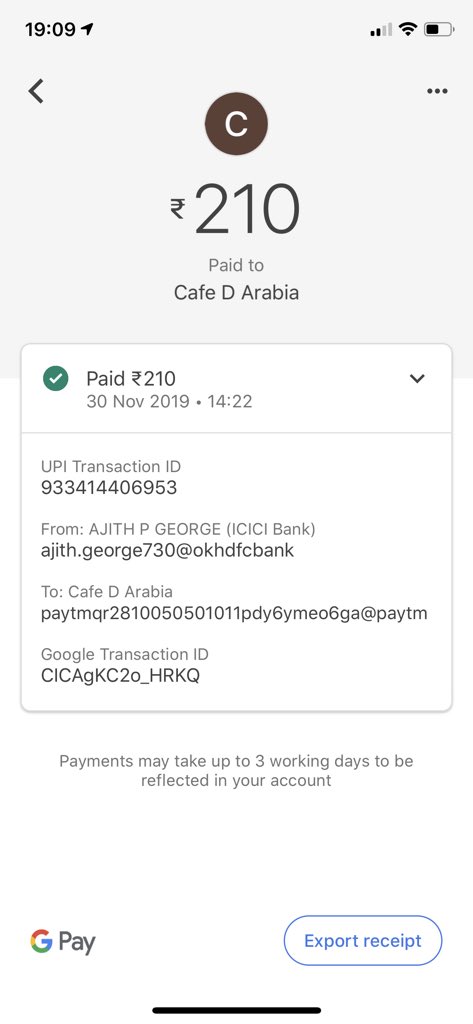 19:09
C
₹210
Paid to
Cafe D Arabia
Paid ₹210
30 Nov 2019 • 14:22
UPI Transaction ID
933414406953
From: AJITH P GEORGE (ICICI Bank)
ajith.george730@okhdfcbank
To: Cafe D Arabia
paytmqr2810050501011pdy6ymeo6ga@paytm
Google Transaction ID
CICAgKC2o_HRKQ
Payments may take up to 3 working days to be
reflected in your account
G Pay
Export receipt